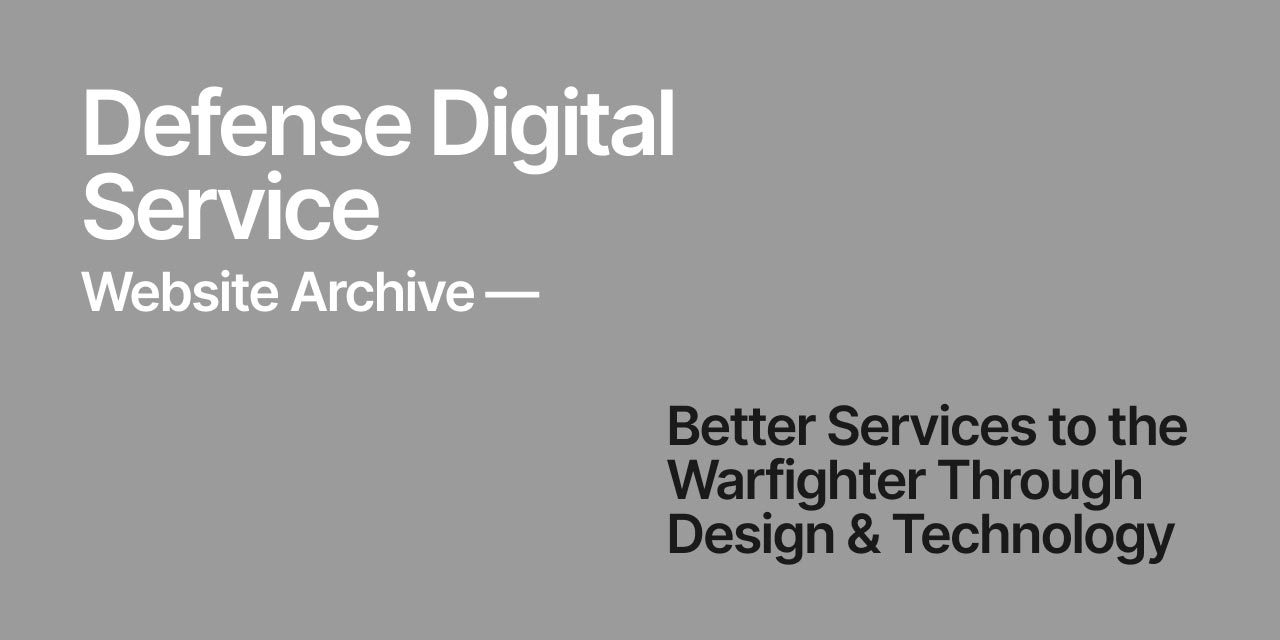 Defense Digital
Service
Website Archive —
Better Services to the
Warfighter Through
Design & Technology